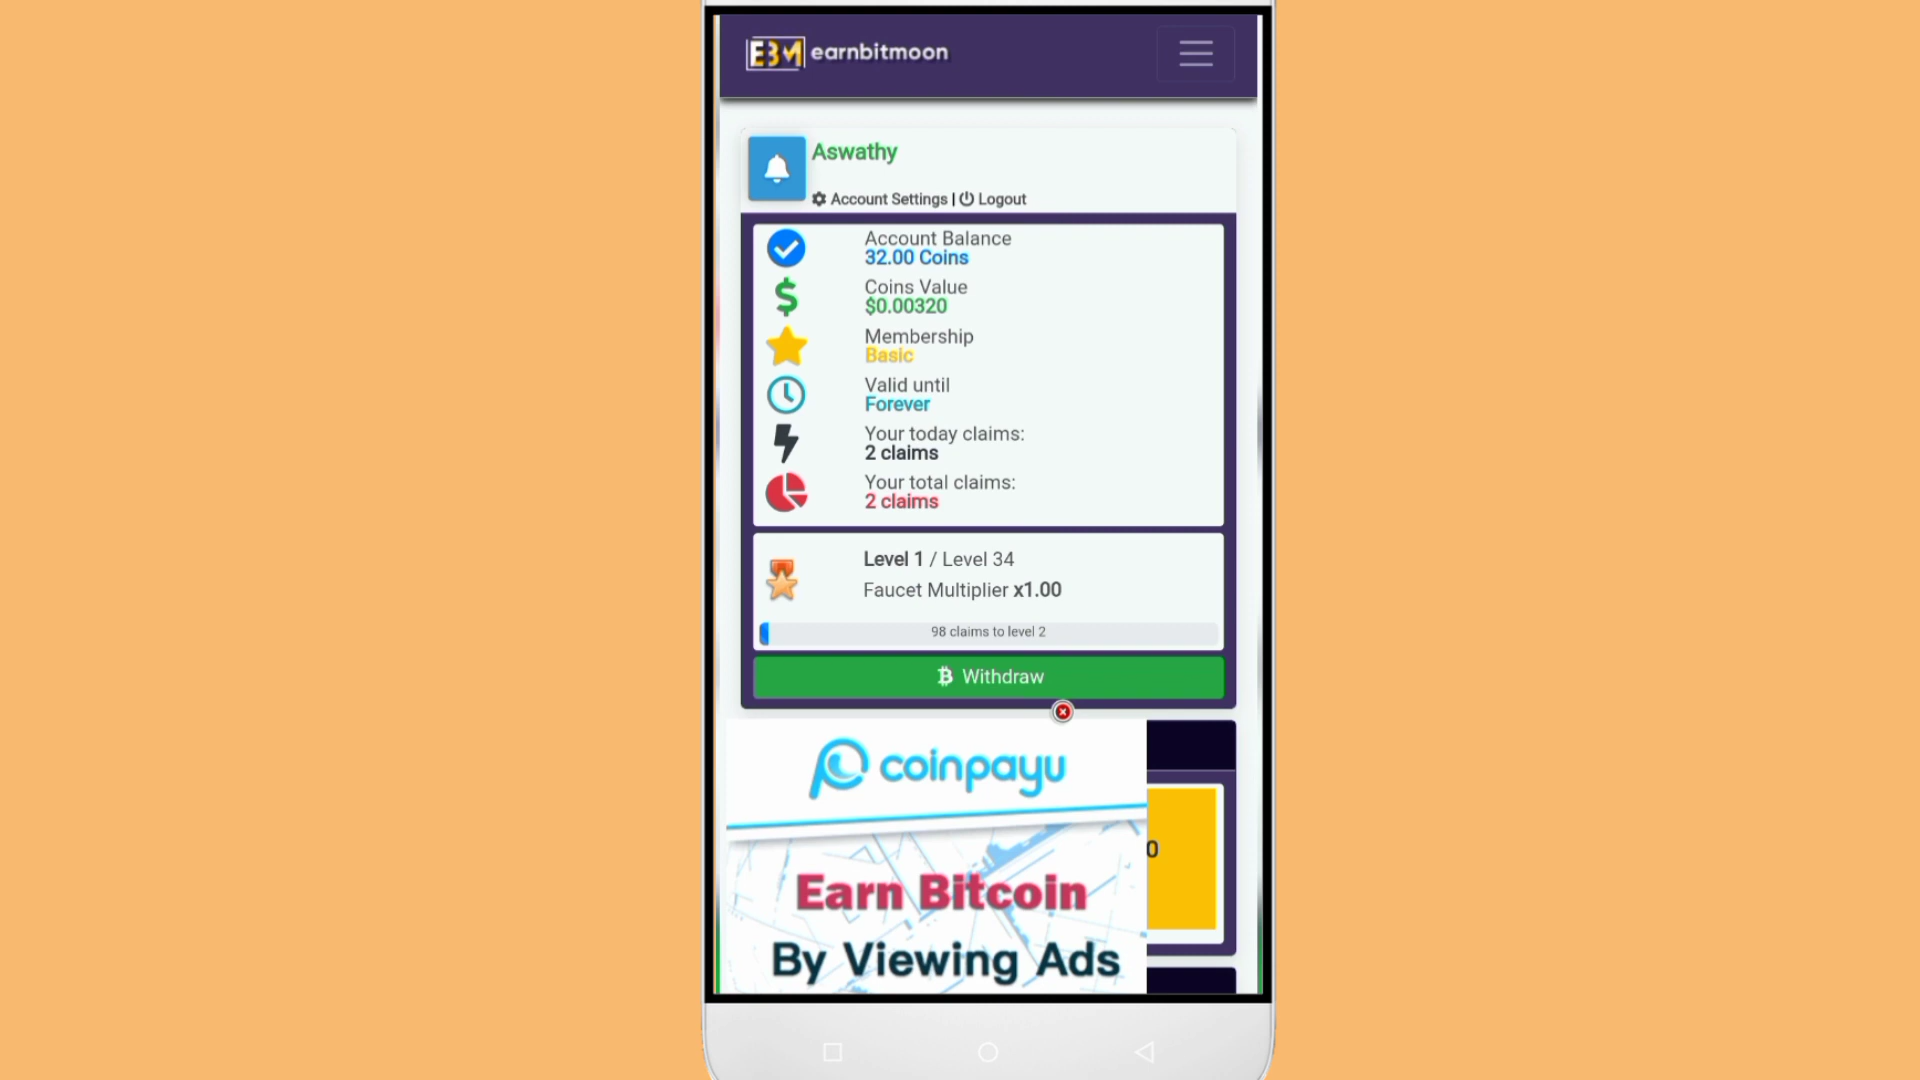 EBM earnbitmoon
Aswathy
Account Settings | Logout
Account Balance
32.00 Coins
Coins Value
$0.00320
Membership
Basic
Valid until
Forever
Your today claims:
2 claims
Your total claims:
2 claims
Level 1 / Level 34
Faucet Multiplier x1.00
98 claims to level 2
Withdraw
coinpayu
0
Earn Bitcoin
By Viewing Ads